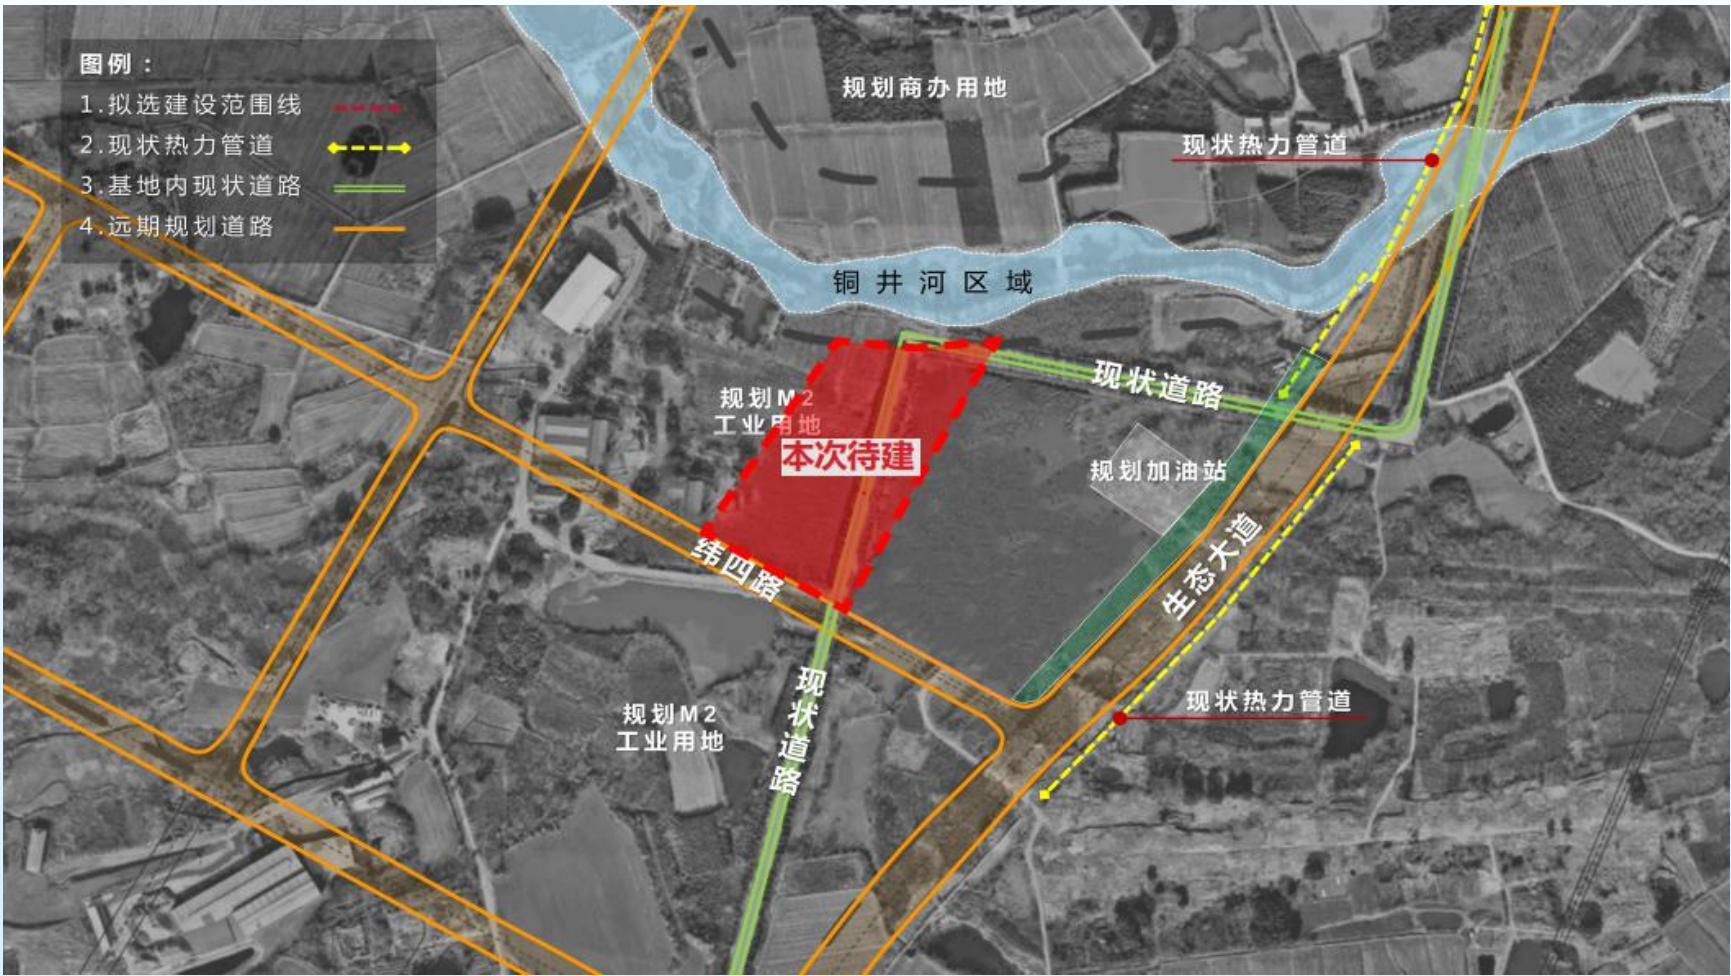 图例：
1.拟选建设范围线
2.现状热力管道
3.基地内现状道路
4.远期规划道路
规划商办用地
现状热力管道
铜井河区域
现状道路
规划M2
工业用地
本次待建
规划加油站
纬四路
生态大道
现状道路
现状热力管道
规划M2
工业用地